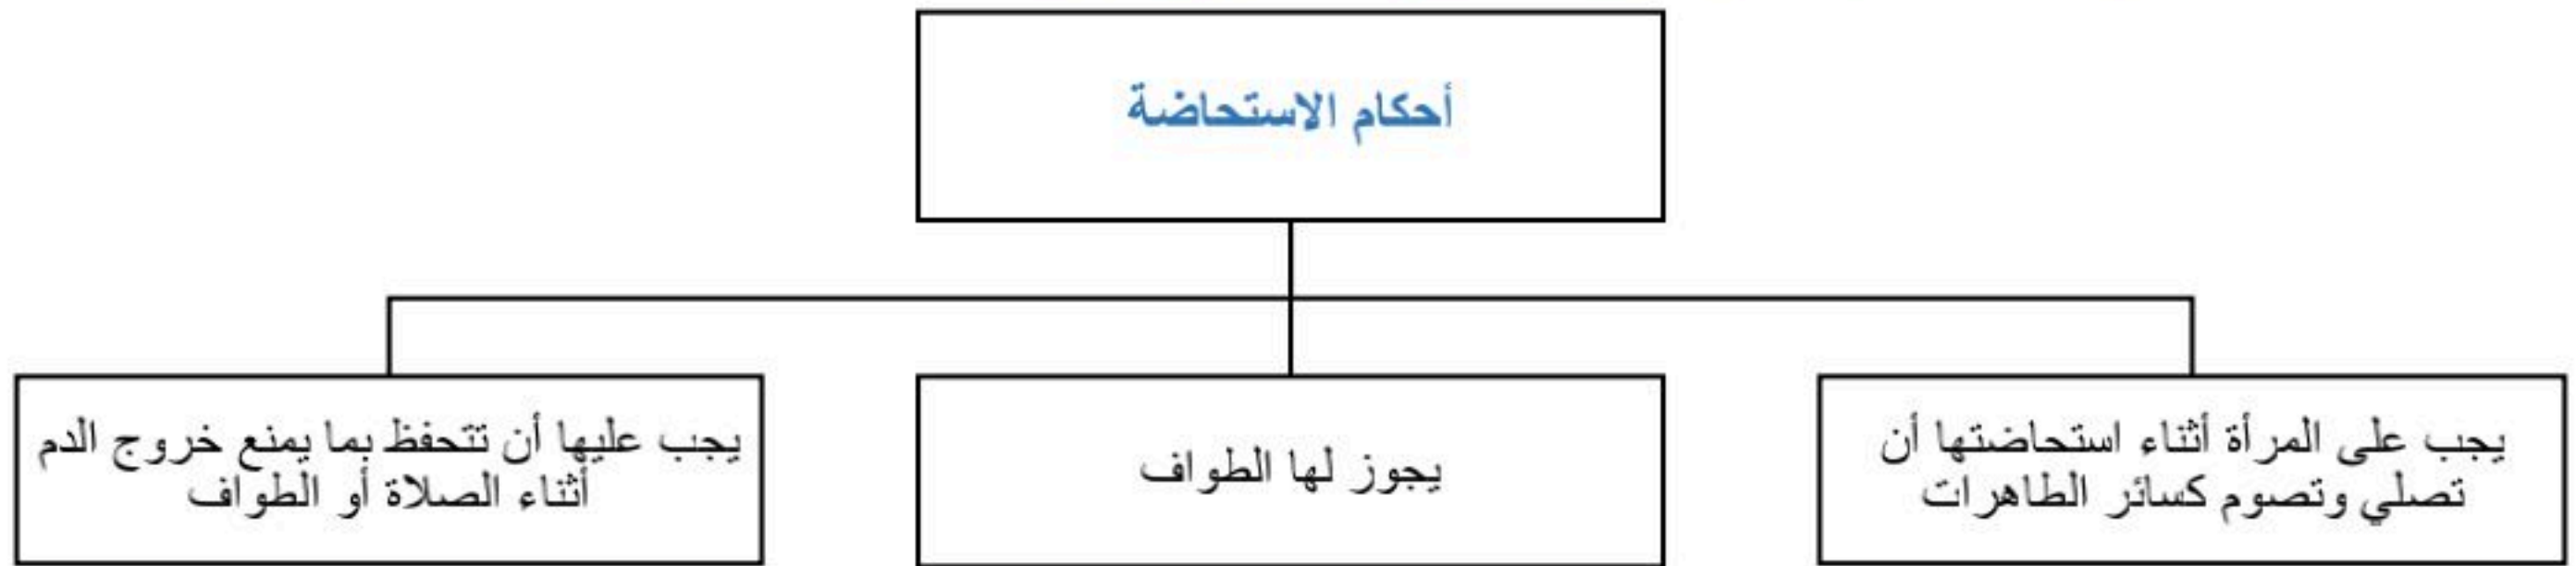 أحكام الاستحاضة
يجب على المرأة أثناء استحاضتها أن
تصلي وتصوم كسائر الطاهرات
يجوز لها الطواف
يجب عليها أن تتحفظ بما يمنع خروج الدم
أثناء الصلاة أو الطواف